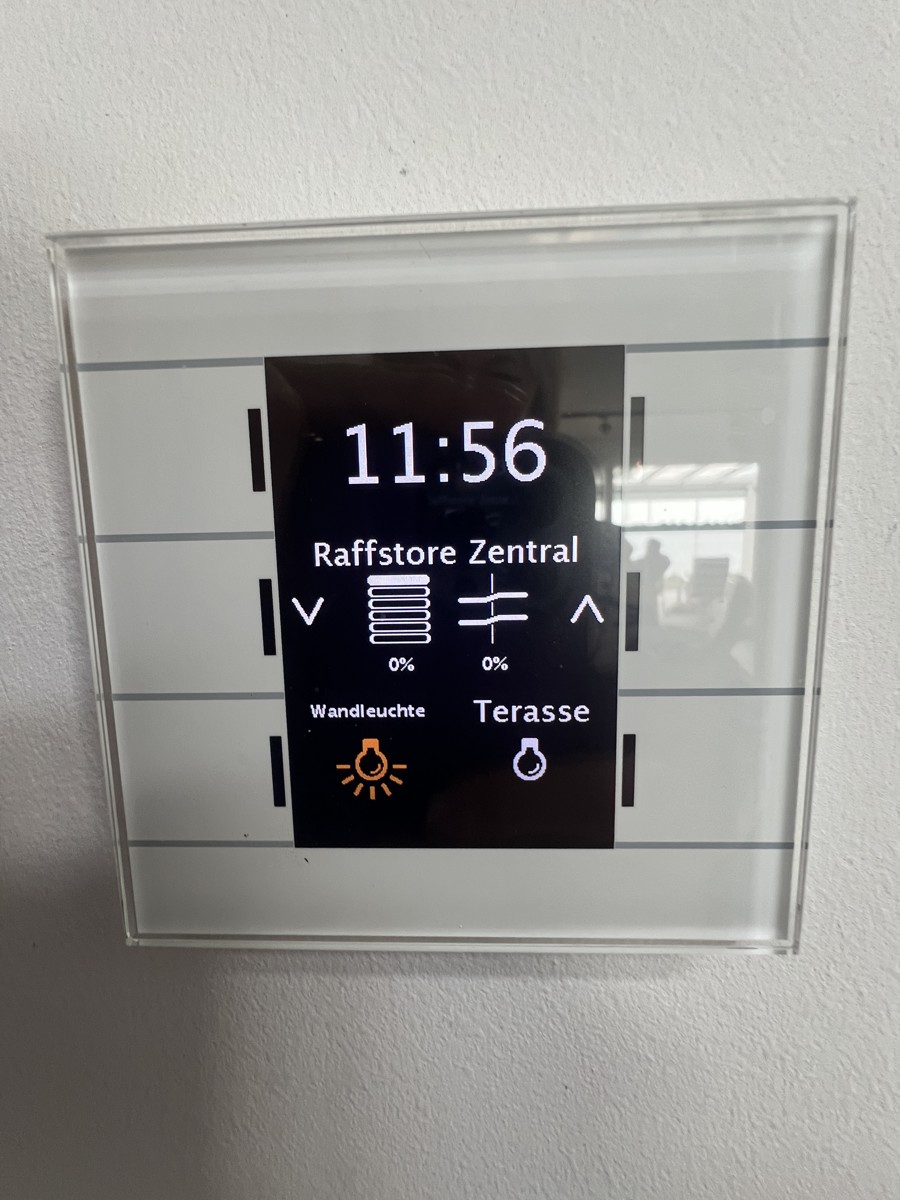 11:56
Raffstore Zentral
0% 0%
Wandleuchte Terasse